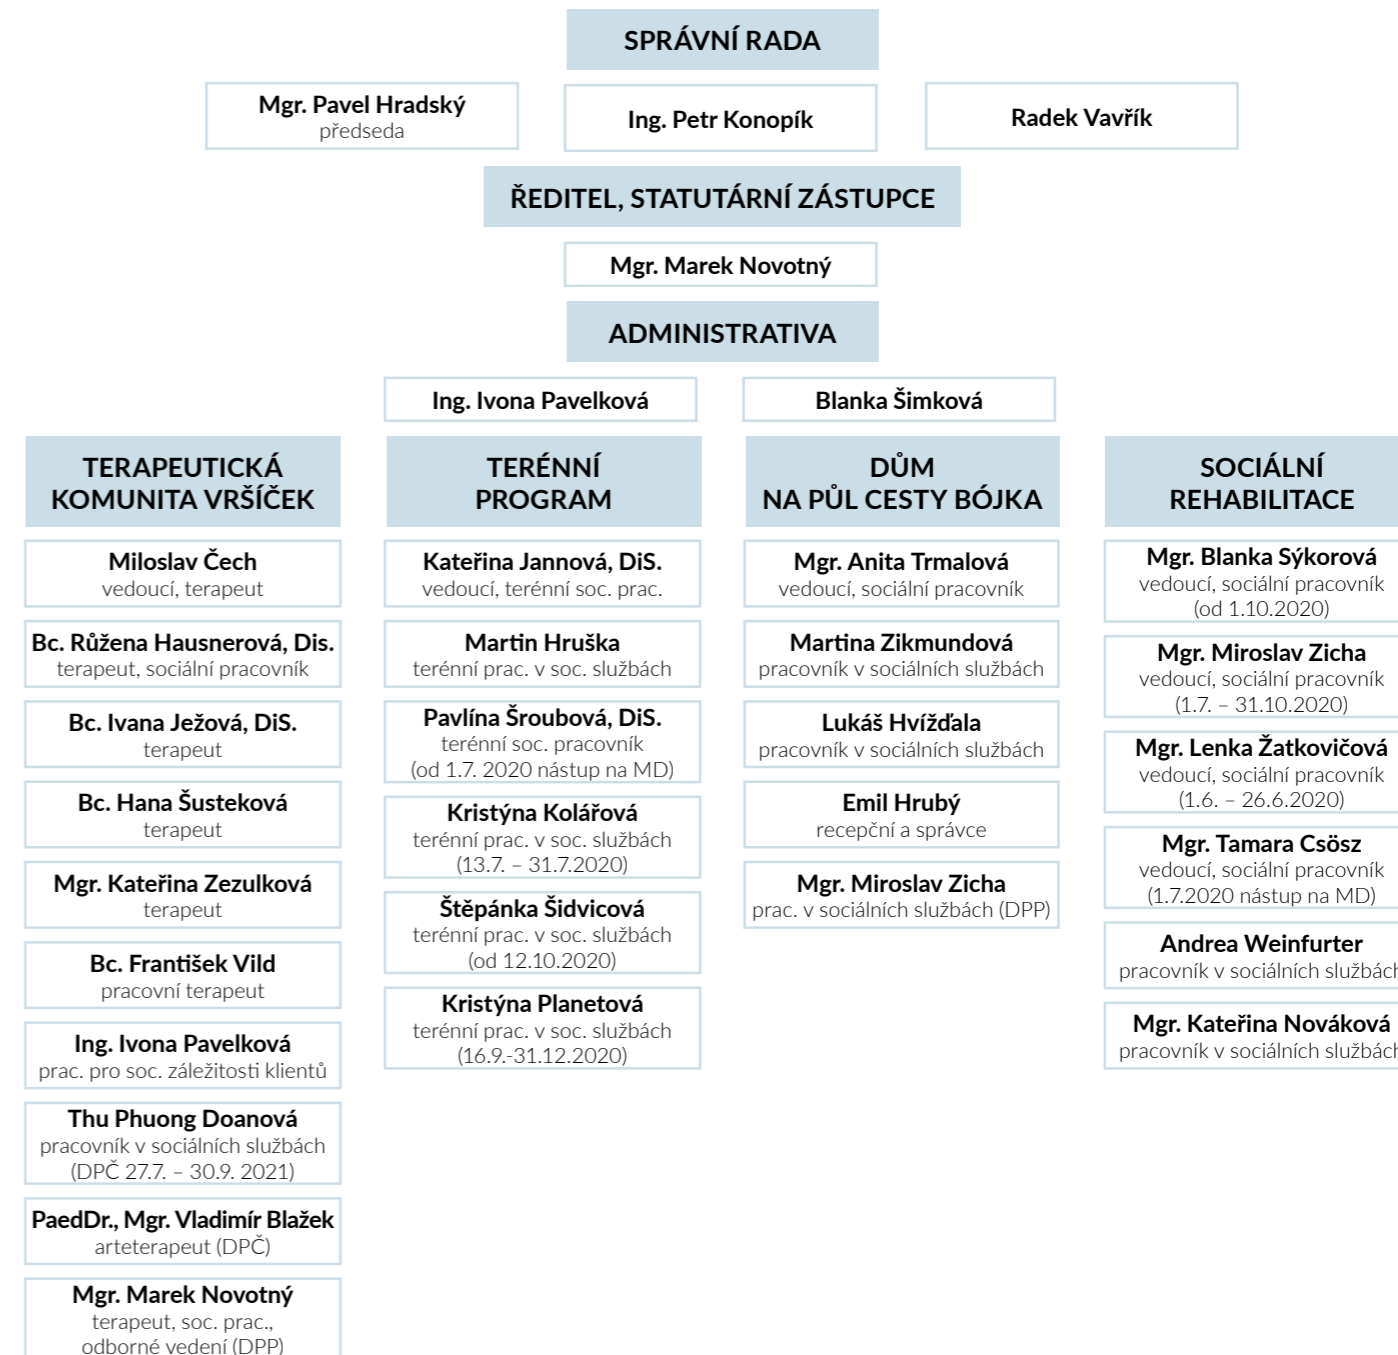 SPRÁVNÍ RADA
Mgr. Pavel Hradský
předseda
Ing. Petr Konopík
Radek Vavřík
ŘEDITEL, STATUTÁRNÍ ZÁSTUPCE
Mgr. Marek Novotný
ADMINISTRATIVA
Ing. Ivona Pavelková
Blanka Šimková
TERAPEUTICKÁ
KOMUNITA VRŠÍČEK
Miloslav Čech
vedoucí, terapeut
Bc. Růžena Hausnerová, Dis.
terapeut, sociální pracovník
Bc. Ivana Ježová, DiS.
terapeut
Bc. Hana Šusteková
terapeut
Mgr. Kateřina Zezulková
terapeut
Bc. František Vild
pracovní terapeut
Ing. Ivona Pavelková
prac. pro soc. záležitosti klientů
Thu Phuong Doanová
pracovník v sociálních službách
(DPČ 27.7. – 30.9. 2021)
PaedDr., Mgr. Vladimír Blažek
arteterapeut (DPČ)
Mgr. Marek Novotný
terapeut, soc. prac.,
odborné vedení (DPP)
TERÉNNÍ
PROGRAM
Kateřina Jannová, DiS.
vedoucí, terénní soc. prac.
Martin Hruška
terénní prac. v soc. službách
Pavlína Šroubová, DiS.
terénní soc. pracovník
(od 1.7. 2020 nástup na MD)
Kristýna Kolářová
terénní prac. v soc. službách
(13.7. – 31.7.2020)
Štěpánka Šidvicová
terénní prac. v soc. službách
(od 12.10.2020)
Kristýna Planetová
terénní prac. v soc. službách
(16.9.-31.12.2020)
DŮM
NA PŮL CESTY BÓJKA
Mgr. Anita Trmalová
vedoucí, sociální pracovník
Martina Zikmundová
pracovník v sociálních službách
Lukáš Hvížďala
pracovník v sociálních službách
Emil Hrubý
recepční a správce
Mgr. Miroslav Zicha
prac. v sociálních službách (DPP)
SOCIÁLNÍ
REHABILITACE
Mgr. Blanka Sýkorová
vedoucí, sociální pracovník
(od 1.10.2020)
Mgr. Miroslav Zicha
vedoucí, sociální pracovník
(1.7. – 31.10.2020)
Mgr. Lenka Žatkovičová
vedoucí, sociální pracovník
(1.6. – 26.6.2020)
Mgr. Tamara Csösz
vedoucí, sociální pracovník
(1.7.2020 nástup na MD)
Andrea Weinfurter
pracovník v sociálních službách
Mgr. Kateřina Nováková
pracovník v sociálních službách